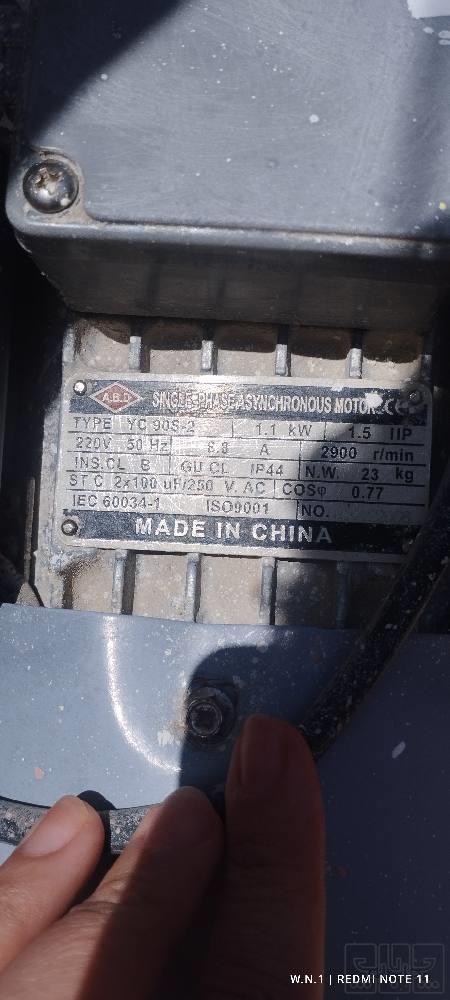 A.B.D SINGLE-PHASE ASYNCHRONOUS MOTOR CE
TYPE YC 90S-2 1.1 kW 1.5 HP
220V 50 Hz A 2900 r/min
INS.CL B GU CL IP44 N.W. 23 kg
ST C 2x100 uF/250 V. AC COSφ 0.77
IEC 60034-1 ISO9001 NO.
MADE IN CHINA
W.N.1 | REDMI NOTE 11